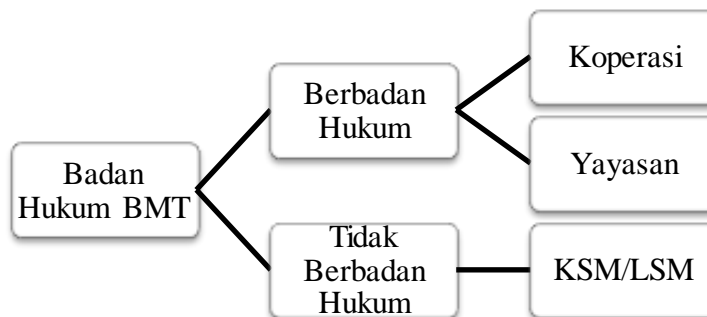 Badan
Hukum BMT
Berbadan
Hukum
Koperasi
Yayasan
Tidak
Berbadan
Hukum
KSM/LSM